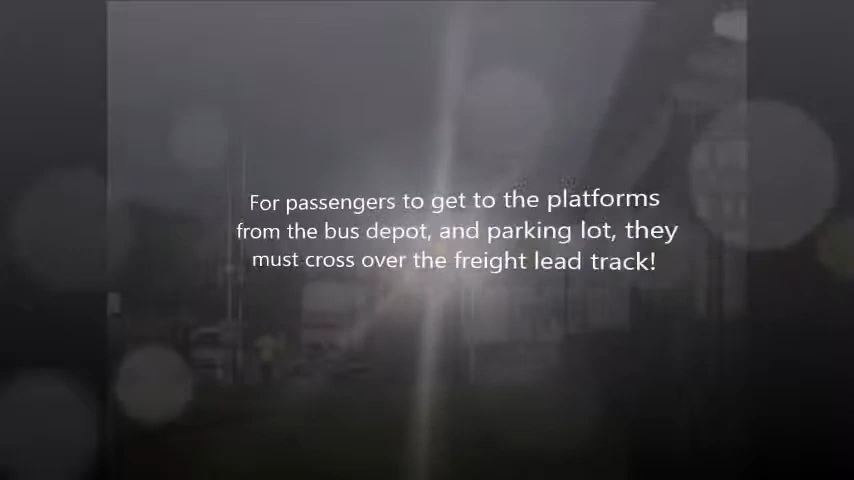 For passengers to get to the platforms
from the bus depot, and parking lot, they
must cross over the freight lead track!